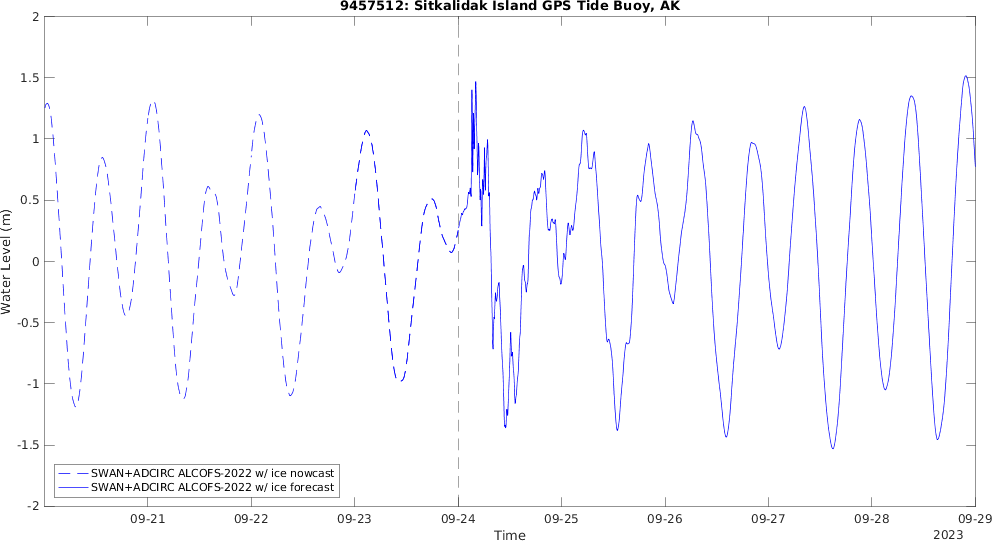 9457512: Sitkalidak Island GPS Tide Buoy, AK
2
1.5
1
0.5
0
-0.5
-1
-1.5
-2
Water Level (m)
SWAN+ADCIRC ALCOFS-2022 w/ ice nowcast
SWAN+ADCIRC ALCOFS-2022 w/ ice forecast
09-21 09-22 09-23 09-24 09-25 09-26 09-27 09-28 09-29
Time
2023